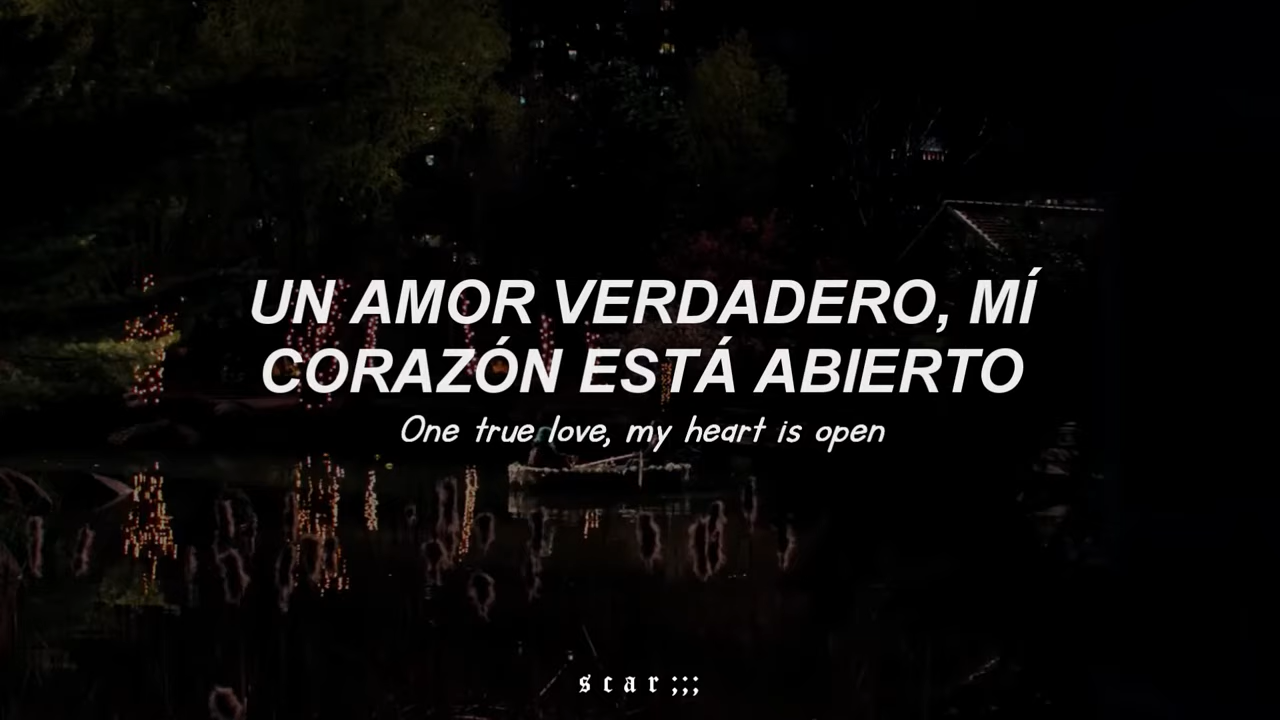 UN AMOR VERDADERO, MÍ
CORAZÓN ESTÁ ABIERTO
One true love, my heart is open
scar;;;